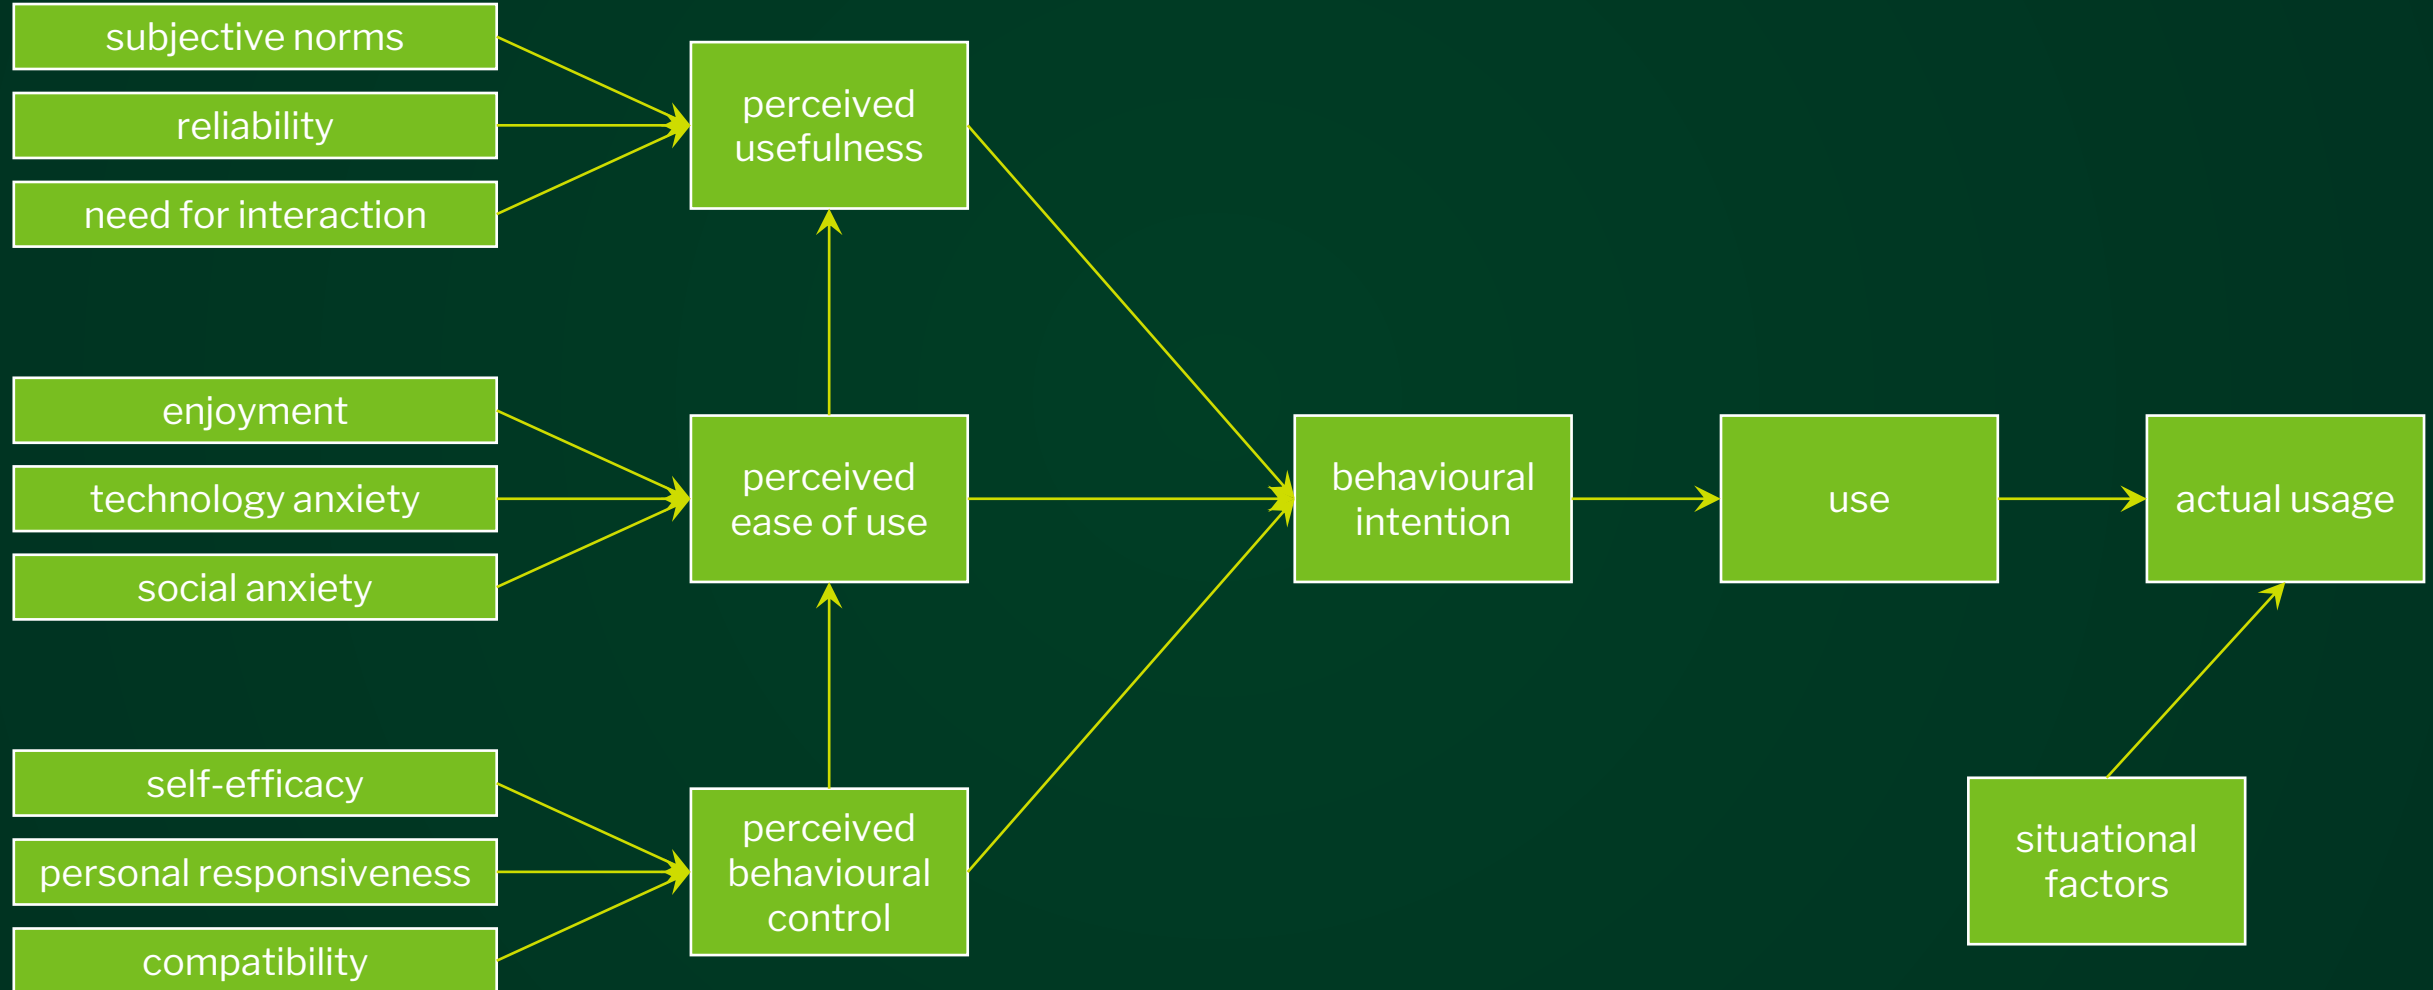 subjective norms
reliability
need for interaction
perceived
usefulness
enjoyment
technology anxiety
social anxiety
perceived
ease of use
behavioural
intention
use
actual usage
self-efficacy
personal responsiveness
compatibility
perceived
behavioural
control
situational
factors